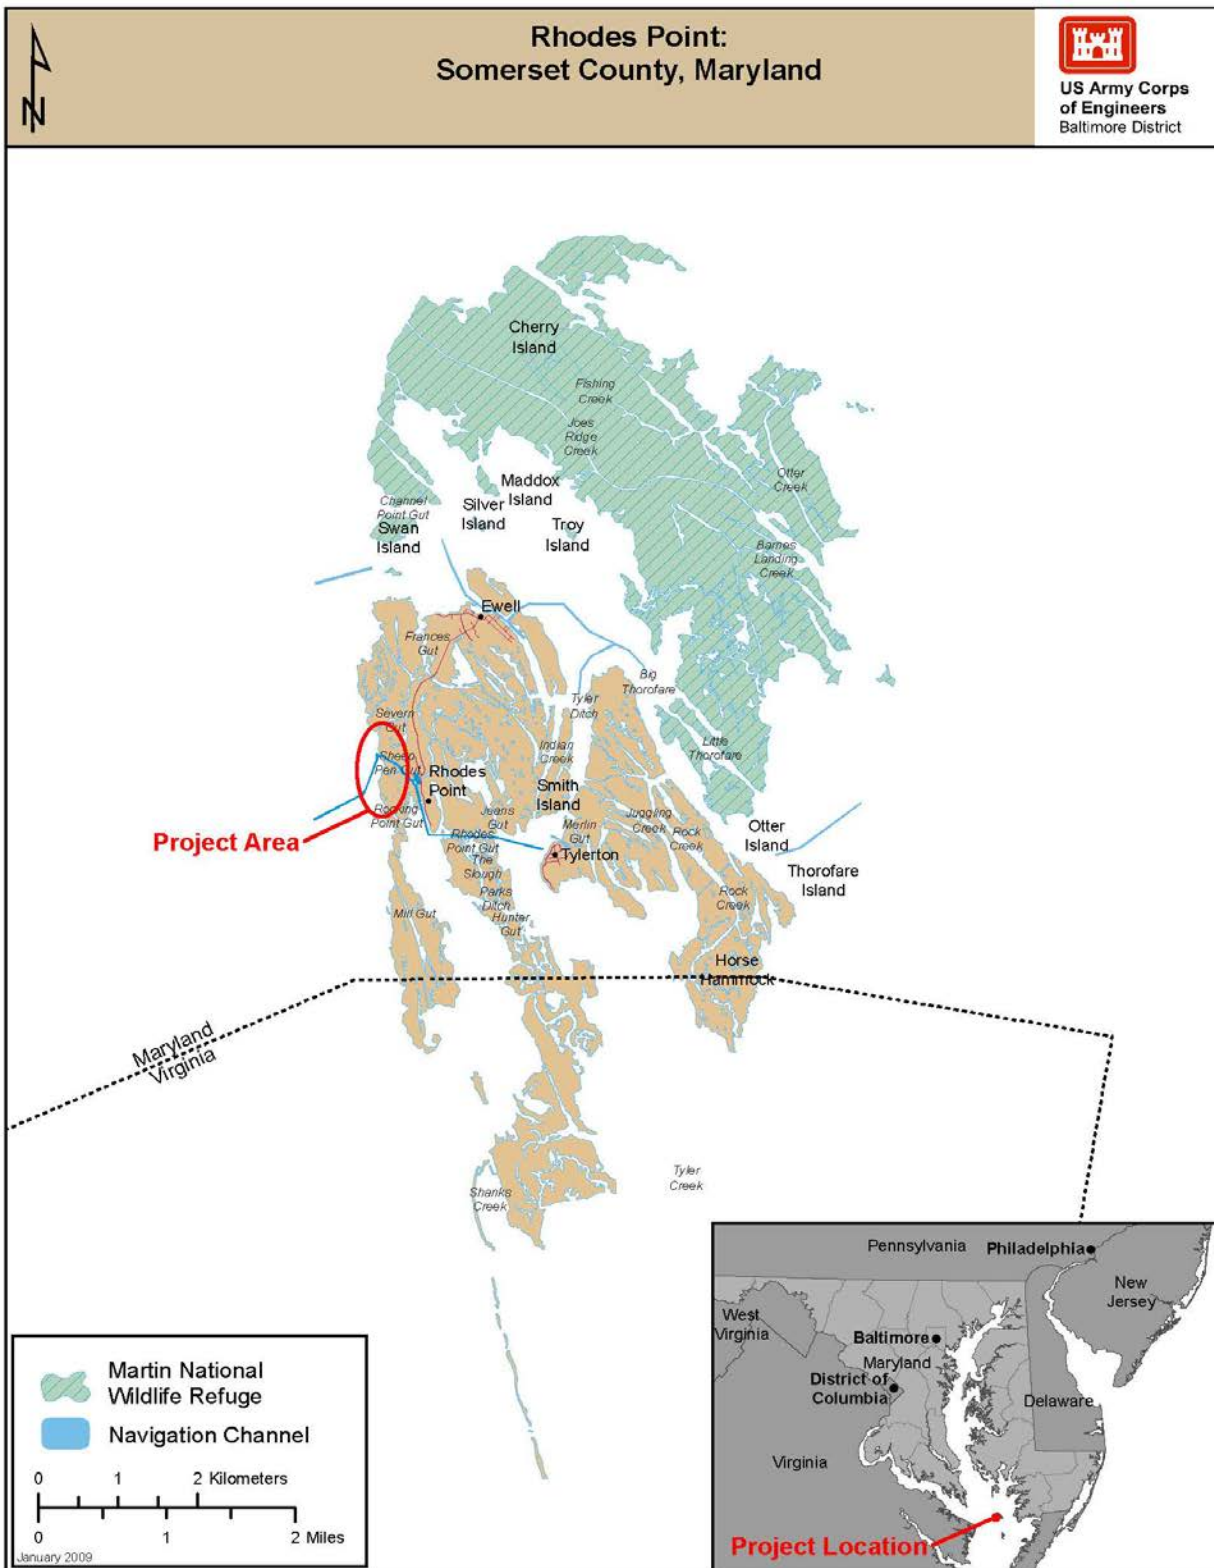 Rhodes Point:
Somerset County, Maryland
N
US Army Corps
of Engineers
Baltimore District
Cherry
Island
Fishing
Creek
Joes
Ridge
Creek
Otter
Creek
Maddox
Island
Silver
Island
Troy
Island
Channel
Point Gut
Swan
Island
Barnes
Landing
Creek
Ewell
Frances
Gut
Big
Thorofare
Tyler
Ditch
Severn
Gut
Indian
Creek
Little
Thorofare
Sheep
Pen Gut
Rhodes
Point
Smith
Island
Rocking
Point Gut
Jeans
Gut
Juggling
Creek
Merlin
Gut
Rock
Creek
Otter
Island
Project Area
Rhodes
Point Gut
Tylerton
The
Slough
Thorofare
Island
Parks
Ditch
Rock
Creek
Mill Gut
Hunter
Gut
Horse
Hammock
Maryland
Virginia
Tyler
Creek
Shanks
Creek
Martin National
Wildlife Refuge
Navigation Channel
0 1 2 Kilometers
0 1 2 Miles
January 2009
Pennsylvania
Philadelphia
New
Jersey
West
Virginia
Baltimore
Maryland
District of
Columbia
Delaware
Virginia
Project Location